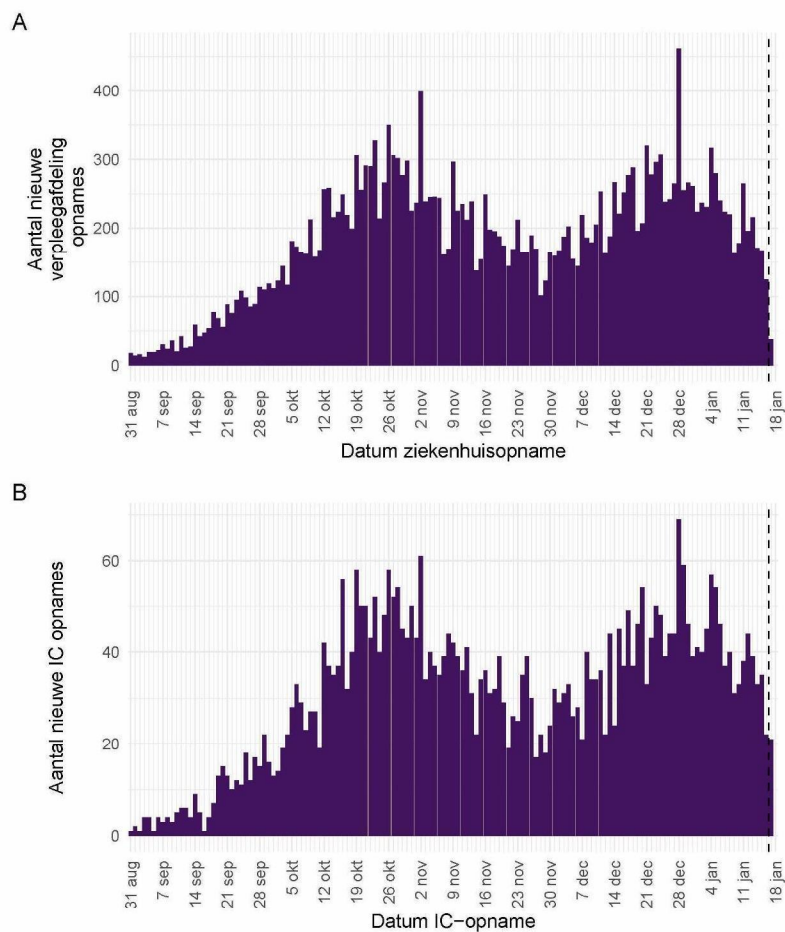 A
Aantal nieuwe
verpleegafdeling
opnames
400
300
200
100
0
31 aug
7 sep
14 sep
21 sep
28 sep
5 okt
12 okt
19 okt
26 okt
2 nov
9 nov
16 nov
23 nov
30 nov
7 dec
14 dec
21 dec
28 dec
4 jan
11 jan
18 jan
Datum ziekenhuisopname
B
Aantal nieuwe IC opnames
60
40
20
0
31 aug
7 sep
14 sep
21 sep
28 sep
5 okt
12 okt
19 okt
26 okt
2 nov
9 nov
16 nov
23 nov
30 nov
7 dec
14 dec
21 dec
28 dec
4 jan
11 jan
18 jan
Datum IC−opname